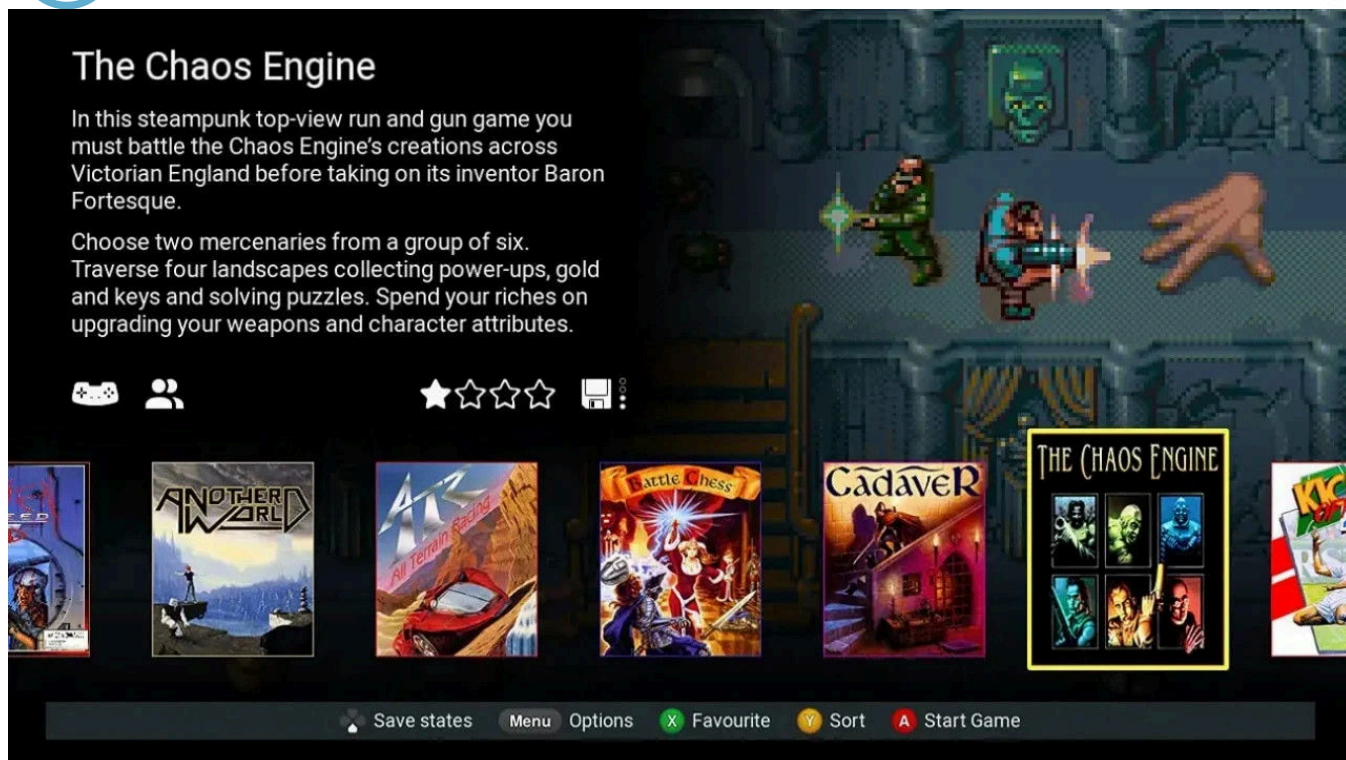 The Chaos Engine
In this steampunk top-view run and gun game you
must battle the Chaos Engine's creations across
Victorian England before taking on its inventor Baron
Fortesque.
Choose two mercenaries from a group of six.
Traverse four landscapes collecting power-ups, gold
and keys and solving puzzles. Spend your riches on
upgrading your weapons and character attributes.
ANOTHER
WORLD
ATR
All Terrain Racing
Battle Chess
CADAVER
THE CHAOS ENGINE
Save states Menu Options X Favourite Y Sort A Start Game